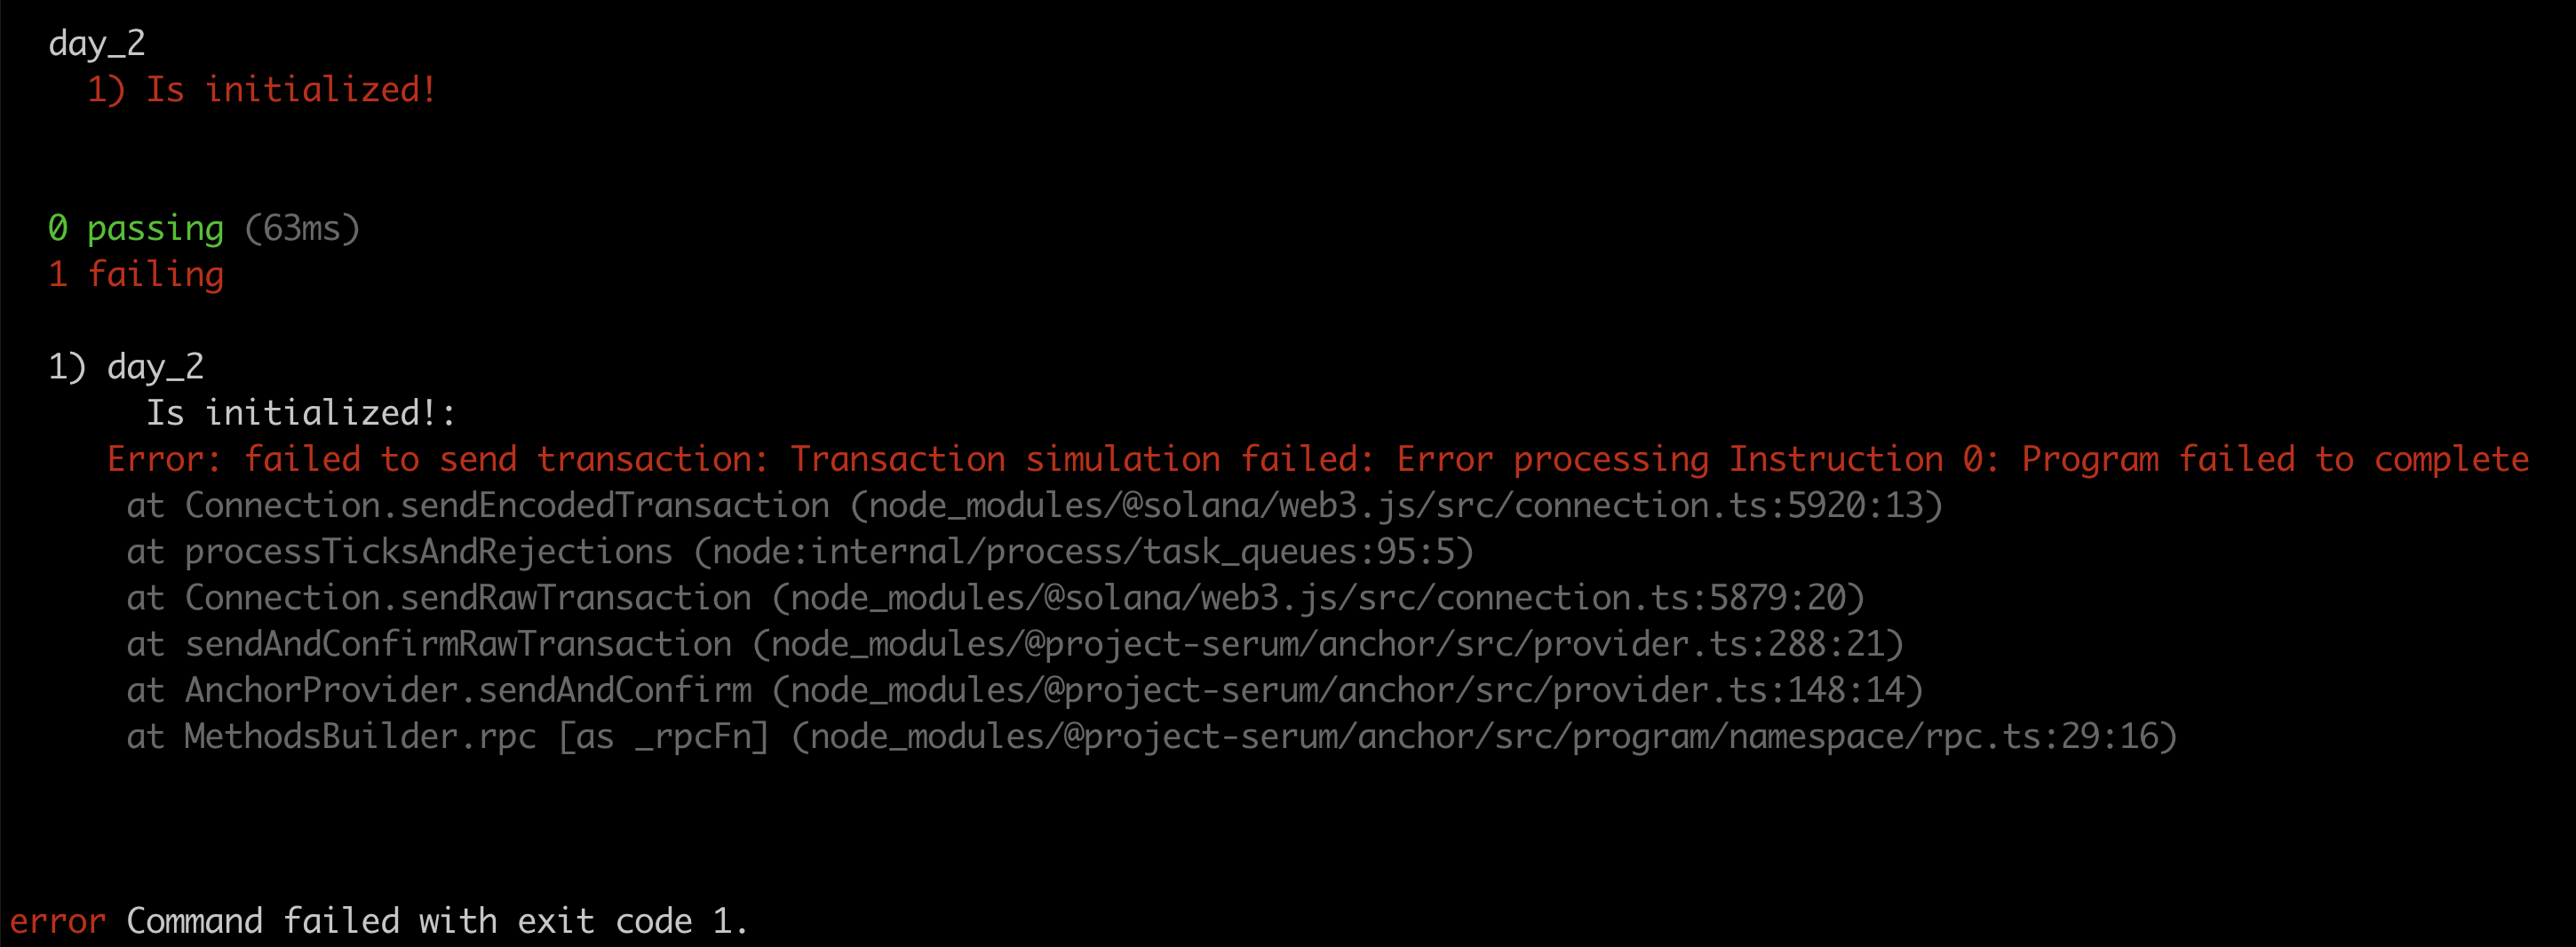 day_2
1) Is initialized!
0 passing (63ms)
1 failing
1) day_2
Is initialized!:
Error: failed to send transaction: Transaction simulation failed: Error processing Instruction 0: Program failed to complete
at Connection.sendEncodedTransaction (node_modules/@solana/web3.js/src/connection.ts:5920:13)
at processTicksAndRejections (node:internal/process/task_queues:95:5)
at Connection.sendRawTransaction (node_modules/@solana/web3.js/src/connection.ts:5879:20)
at sendAndConfirmRawTransaction (node_modules/@project-serum/anchor/src/provider.ts:288:21)
at AnchorProvider.sendAndConfirm (node_modules/@project-serum/anchor/src/provider.ts:148:14)
at MethodsBuilder.rpc [as _rpcFn] (node_modules/@project-serum/anchor/src/program/namespace/rpc.ts:29:16)
error Command failed with exit code 1.